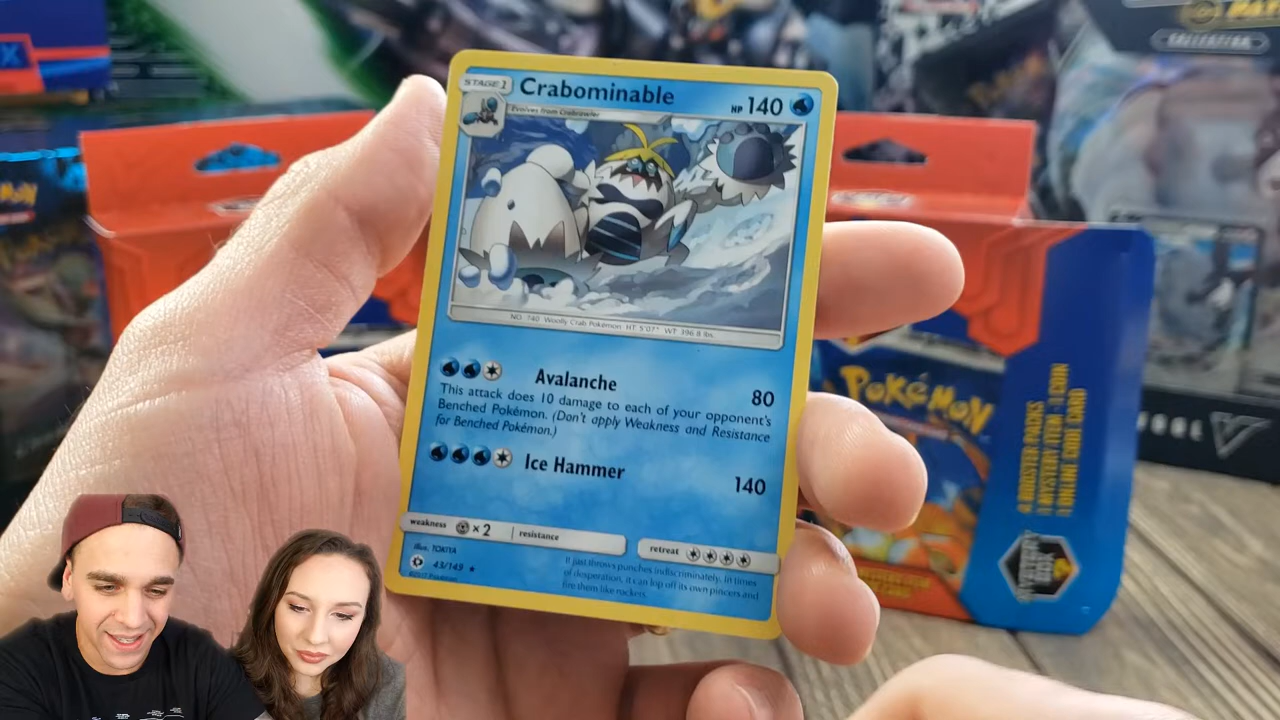 STAGE 1
Crabominable
HP 140
Evolves from Crabrawler
NO. 740 Woolly Crab Pokémon HT: 5'07" WT: 396.8 lbs.
Avalanche
80
This attack does 10 damage to each of your opponent's
Benched Pokémon. (Don't apply Weakness and Resistance
for Benched Pokémon.)
Ice Hammer
140
weakness
×2
resistance
retreat
Illus. TOKIYA
43/149
©2017 Pokémon
It just throws punches indiscriminately. In times
of desperation, it can lop off its own pincers and
fire them like rockets.
POKÉMON
4 BOOSTER PACKS
1 MYSTERY ITEM · 1 COIN
1 ONLINE CODE CARD
COLLECTION